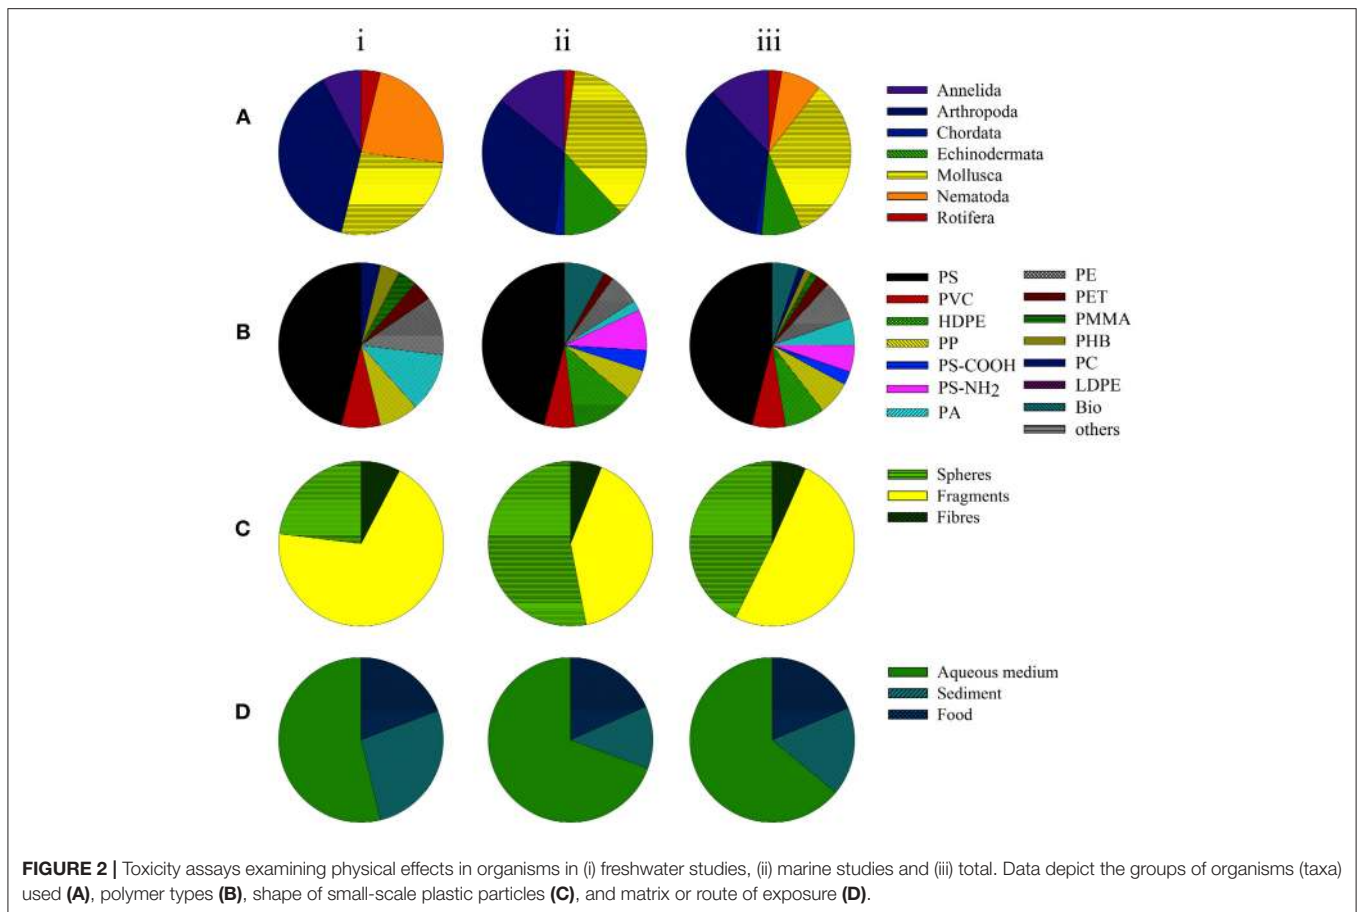 i ii iii
A
Annelida
Arthropoda
Chordata
Echinodermata
Mollusca
Nematoda
Rotifera
B
PS
PVC
HDPE
PP
PS-COOH
PS-NH2
PA
PE
PET
PMMA
PHB
PC
LDPE
Bio
others
C
Spheres
Fragments
Fibres
D
Aqueous medium
Sediment
Food
FIGURE 2 | Toxicity assays examining physical effects in organisms in (i) freshwater studies, (ii) marine studies and (iii) total. Data depict the groups of organisms (taxa)
used (A), polymer types (B), shape of small-scale plastic particles (C), and matrix or route of exposure (D).